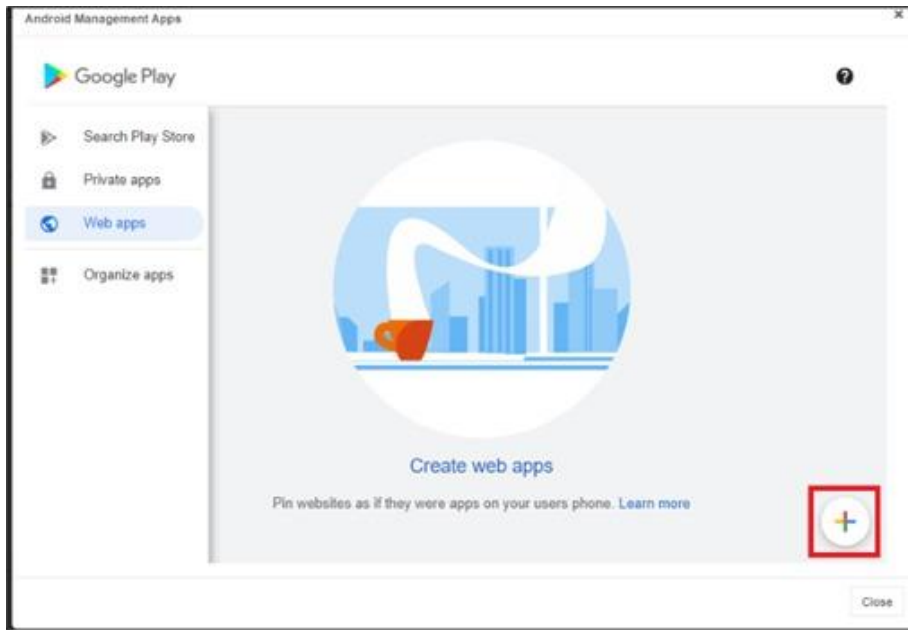 Android Management Apps
Google Play
Search Play Store
Private apps
Web apps
Organize apps
Create web apps
Pin websites as if they were apps on your users phone. Learn more
Close